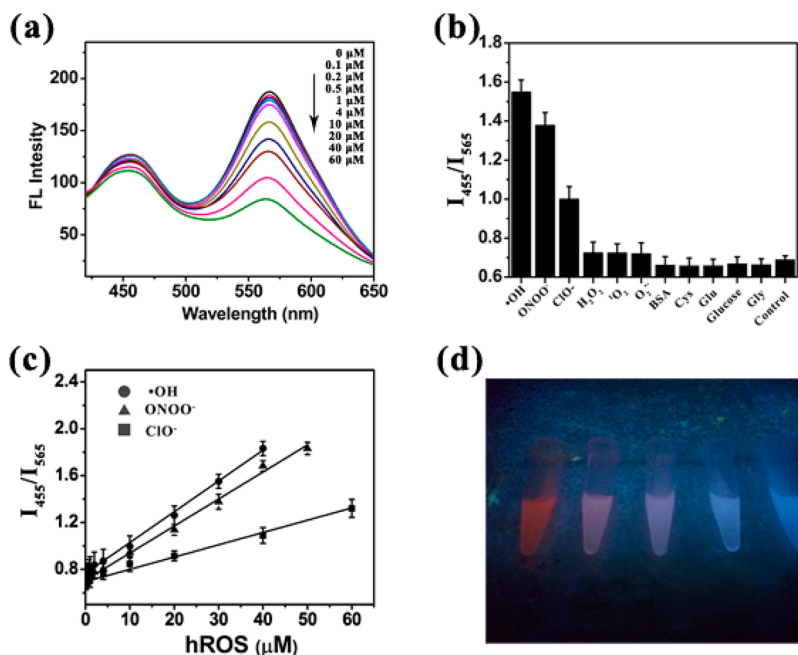 (a)
FL Intesity
200
150
100
50
450
500
550
600
650
Wavelength (nm)
0 μM
0.1 μM
0.2 μM
0.5 μM
1 μM
4 μM
10 μM
20 μM
40 μM
60 μM
(b)
I455/I565
1.8
1.6
1.4
1.2
1.0
0.8
0.6
•OH
ONOO-
ClO-
H2O2
¹O2
O2•-
BSA
Cys
Glu
Glucose
Gly
Control
(c)
•OH
ONOO-
ClO-
I455/I565
2.4
2.0
1.6
1.2
0.8
0
10
20
30
40
50
60
hROS (μM)
(d)